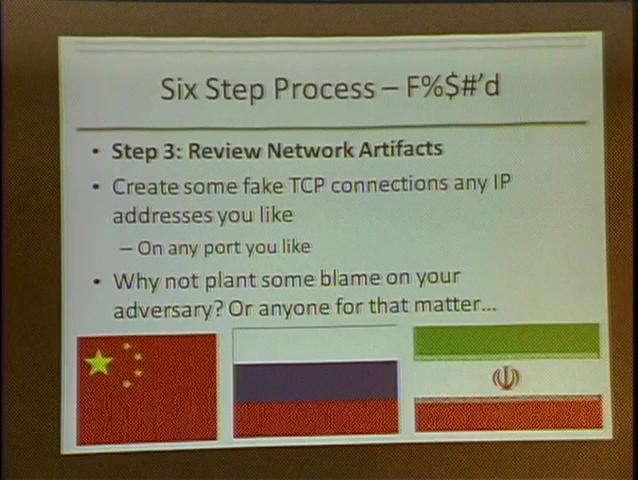 Six Step Process – F%$#'d
• Step 3: Review Network Artifacts
• Create some fake TCP connections any IP
addresses you like
– On any port you like
• Why not plant some blame on your
adversary? Or anyone for that matter...